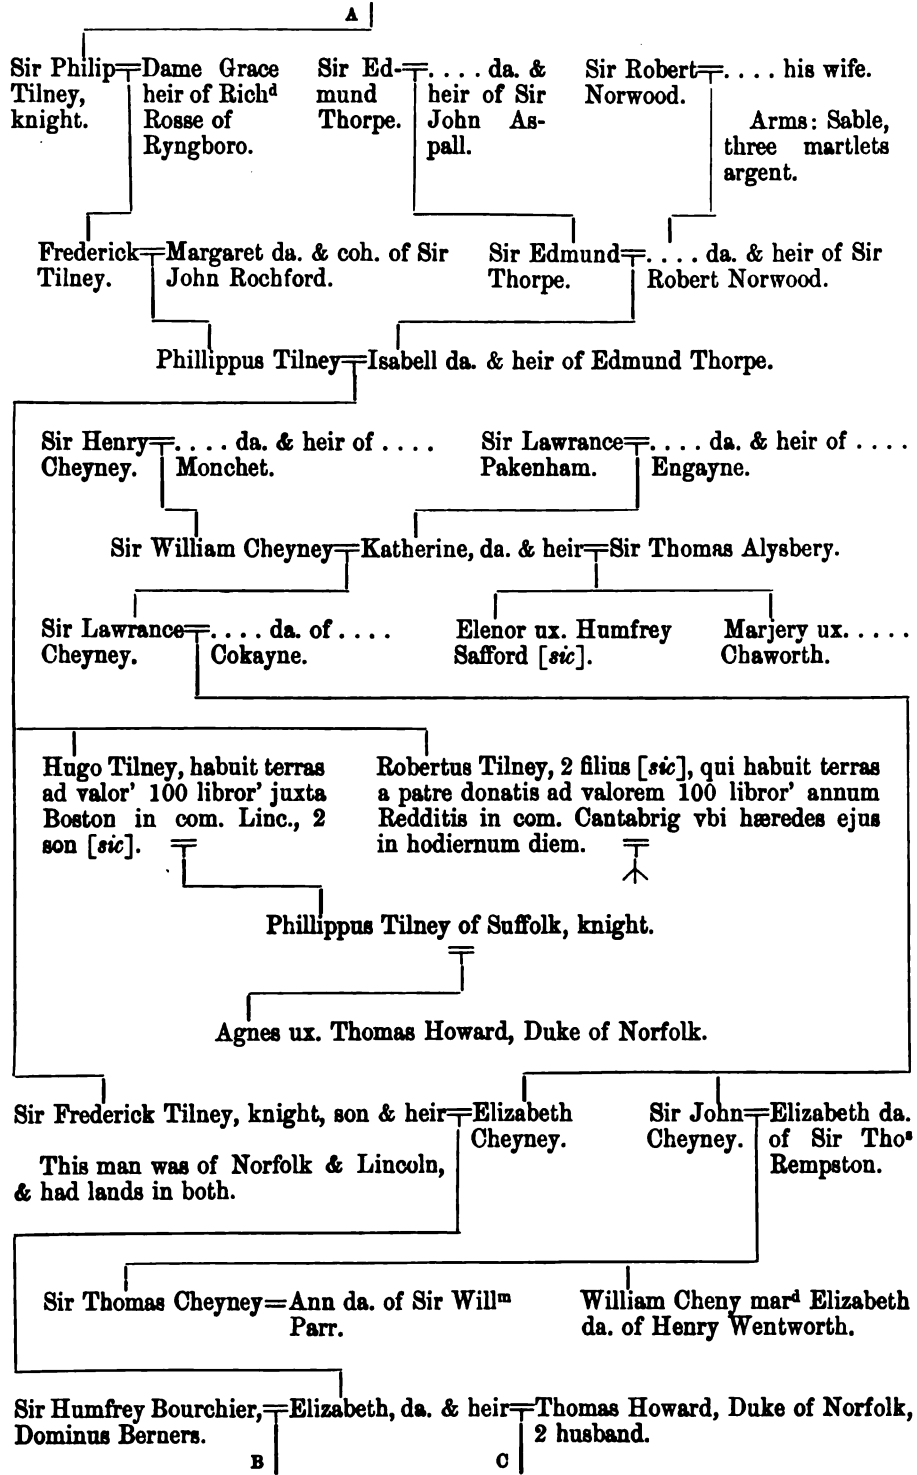 A
Sir Philip=Dame Grace
Tilney, heir of Richᵈ
knight. Rosse of
Ryngboro.
Sir Ed-=. . . . da. &
mund heir of Sir
Thorpe. John As-
pall.
Sir Robert=. . . . his wife.
Norwood.
Arms: Sable,
three martlets
argent.
Frederick=Margaret da. & coh. of Sir
Tilney. John Rochford.
Sir Edmund=. . . . da. & heir of Sir
Thorpe. Robert Norwood.
Phillippus Tilney=Isabell da. & heir of Edmund Thorpe.
Sir Henry=. . . . da. & heir of . . . .
Cheyney. Monchet.
Sir Lawrance=. . . . da. & heir of . . . .
Pakenham. Engayne.
Sir William Cheyney=Katherine, da. & heir=Sir Thomas Alysbery.
Sir Lawrance=. . . . da. of . . . .
Cheyney. Cokayne.
Elenor ux. Humfrey
Safford [sic].
Marjery ux. . . . .
Chaworth.
Hugo Tilney, habuit terras
ad valor' 100 libror' juxta
Boston in com. Linc., 2
son [sic].
Robertus Tilney, 2 filius [sic], qui habuit terras
a patre donatis ad valorem 100 libror' annum
Redditis in com. Cantabrig vbi hæredes ejus
in hodiernum diem.
Phillippus Tilney of Suffolk, knight.
Agnes ux. Thomas Howard, Duke of Norfolk.
Sir Frederick Tilney, knight, son & heir=Elizabeth
Cheyney.
This man was of Norfolk & Lincoln,
& had lands in both.
Sir John=Elizabeth da.
Cheyney. of Sir Thoˢ
Rempston.
Sir Thomas Cheyney=Ann da. of Sir Willᵐ
Parr.
William Cheny marᵈ Elizabeth
da. of Henry Wentworth.
Sir Humfrey Bourchier,=Elizabeth, da. & heir=Thomas Howard, Duke of Norfolk,
Dominus Berners. 2 husband.
B C